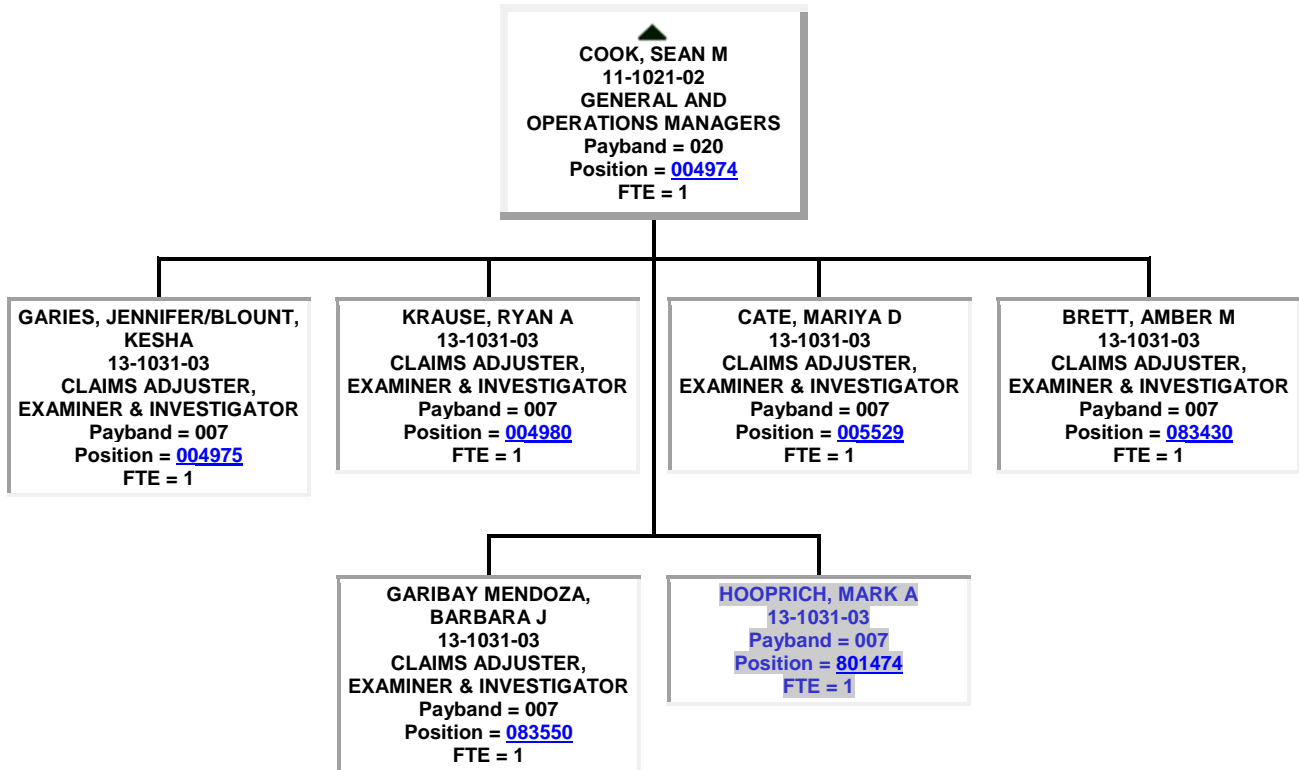 COOK, SEAN M
11-1021-02
GENERAL AND
OPERATIONS MANAGERS
Payband = 020
Position = 004974
FTE = 1
GARIES, JENNIFER/BLOUNT,
KESHA
13-1031-03
CLAIMS ADJUSTER,
EXAMINER & INVESTIGATOR
Payband = 007
Position = 004975
FTE = 1
KRAUSE, RYAN A
13-1031-03
CLAIMS ADJUSTER,
EXAMINER & INVESTIGATOR
Payband = 007
Position = 004980
FTE = 1
CATE, MARIYA D
13-1031-03
CLAIMS ADJUSTER,
EXAMINER & INVESTIGATOR
Payband = 007
Position = 005529
FTE = 1
BRETT, AMBER M
13-1031-03
CLAIMS ADJUSTER,
EXAMINER & INVESTIGATOR
Payband = 007
Position = 083430
FTE = 1
GARIBAY MENDOZA,
BARBARA J
13-1031-03
CLAIMS ADJUSTER,
EXAMINER & INVESTIGATOR
Payband = 007
Position = 083550
FTE = 1
HOOPRICH, MARK A
13-1031-03
Payband = 007
Position = 801474
FTE = 1